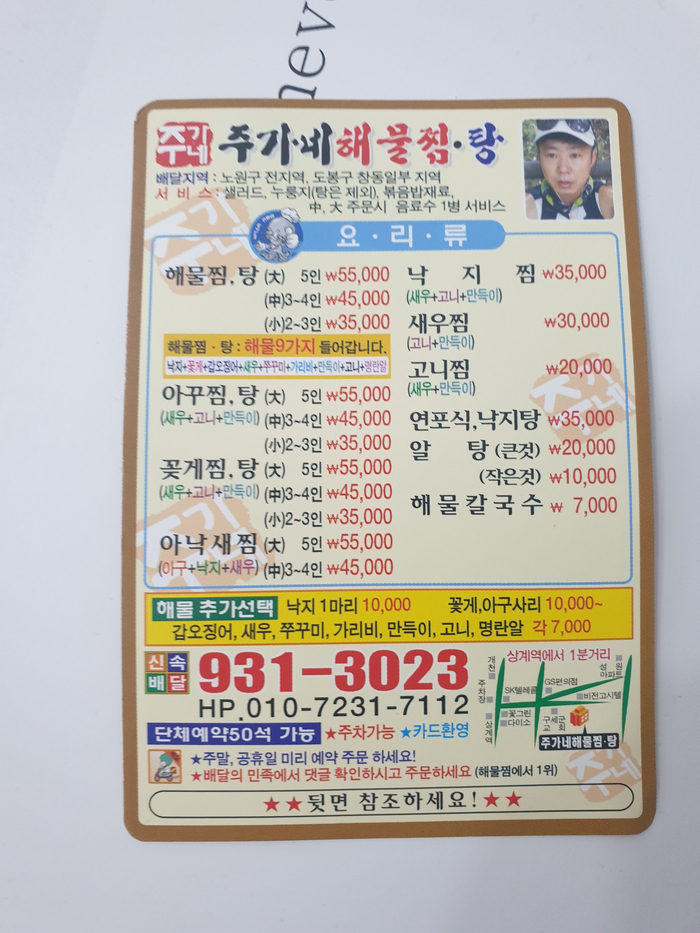 nev
주가네 주가·네해물찜·탕
배달지역 : 노원구 전지역, 도봉구 창동일부 지역
서 비 스 : 샐러드, 누룽지(탕은 제외), 볶음밥재료,
中, 大 주문시 음료수 1병 서비스
요·리·류
해물찜,탕 (大) 5인 ₩55,000
(中)3~4인 ₩45,000
(小)2~3인 ₩35,000
해물찜·탕 : 해물9가지 들어갑니다.
낙지+꽃게+갑오징어+새우+쭈꾸미+가리비+만득이+고니+명란알
아꾸찜,탕 (大) 5인 ₩55,000
(새우+고니+만득이) (中)3~4인 ₩45,000
(小)2~3인 ₩35,000
꽃게찜,탕 (大) 5인 ₩55,000
(새우+고니+만득이) (中)3~4인 ₩45,000
(小)2~3인 ₩35,000
아낙새찜 (大) 5인 ₩55,000
(아구+낙지+새우) (中)3~4인 ₩45,000
낙 지 찜 ₩35,000
(새우+고니+만득이)
새우찜 ₩30,000
(고니+만득이)
고니찜 ₩20,000
(새우+만득이)
연포식,낙지탕 ₩35,000
알 탕 (큰것) ₩20,000
(작은것) ₩10,000
해물칼국수 ₩ 7,000
해물 추가선택 낙지 1마리 10,000 꽃게,아구사리 10,000~
갑오징어, 새우, 쭈꾸미, 가리비, 만득이, 고니, 명란알 각 7,000
신속배달 931-3023
HP.010-7231-7112
단체예약50석 가능 ★주차가능 ★카드환영
상계역에서 1분거리
개천
주차장
상계역
SK텔레콤
꽃그린
다이소
GS편의점
구세군교회
성원아파트
비전고시텔
주가네해물찜·탕
★주말, 공휴일 미리 예약 주문 하세요!
★배달의 민족에서 댓글 확인하시고 주문하세요 (해물찜에서 1위)
★★뒷면 참조하세요!★★